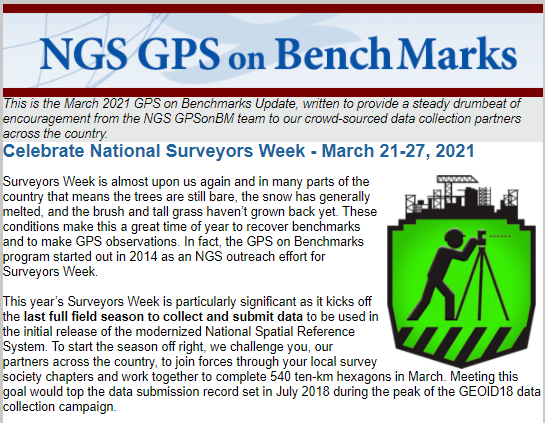 NGS GPS on BenchMarks
This is the March 2021 GPS on Benchmarks Update, written to provide a steady drumbeat of
encouragement from the NGS GPSonBM team to our crowd-sourced data collection partners
across the country.
Celebrate National Surveyors Week - March 21-27, 2021
Surveyors Week is almost upon us again and in many parts of the
country that means the trees are still bare, the snow has generally
melted, and the brush and tall grass haven't grown back yet. These
conditions make this a great time of year to recover benchmarks
and to make GPS observations. In fact, the GPS on Benchmarks
program started out in 2014 as an NGS outreach effort for
Surveyors Week.
This year's Surveyors Week is particularly significant as it kicks off
the last full field season to collect and submit data to be used in
the initial release of the modernized National Spatial Reference
System. To start the season off right, we challenge you, our
partners across the country, to join forces through your local survey
society chapters and work together to complete 540 ten-km hexagons in March. Meeting this
goal would top the data submission record set in July 2018 during the peak of the GEOID18 data
collection campaign.